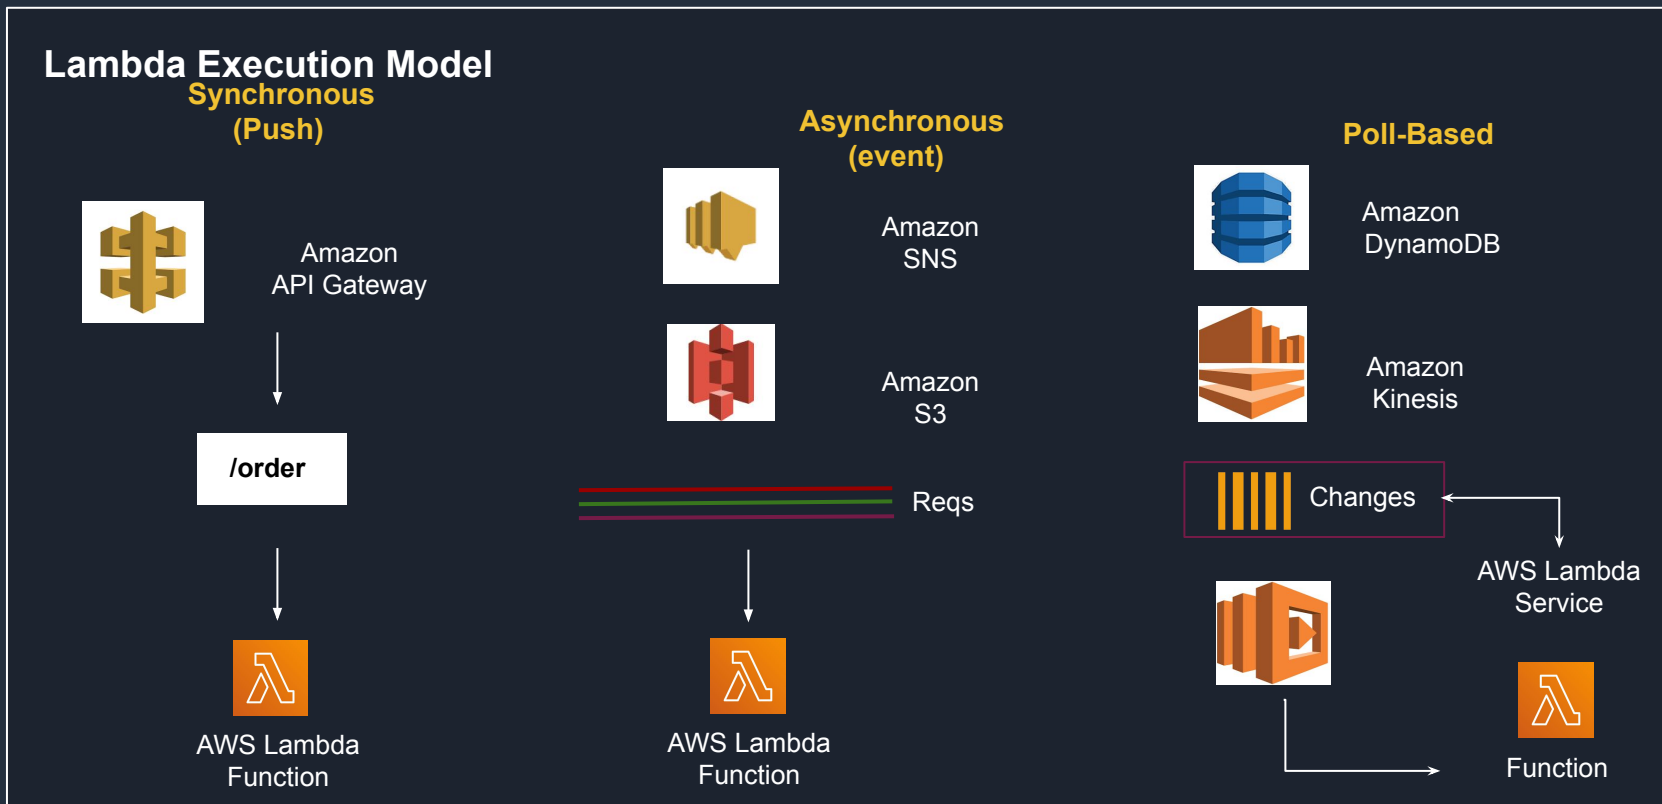 Lambda Execution Model
Synchronous
(Push)
Amazon
API Gateway
/order
AWS Lambda
Function
Asynchronous
(event)
Amazon
SNS
Amazon
S3
Reqs
AWS Lambda
Function
Poll-Based
Amazon
DynamoDB
Amazon
Kinesis
Changes
AWS Lambda
Service
Function